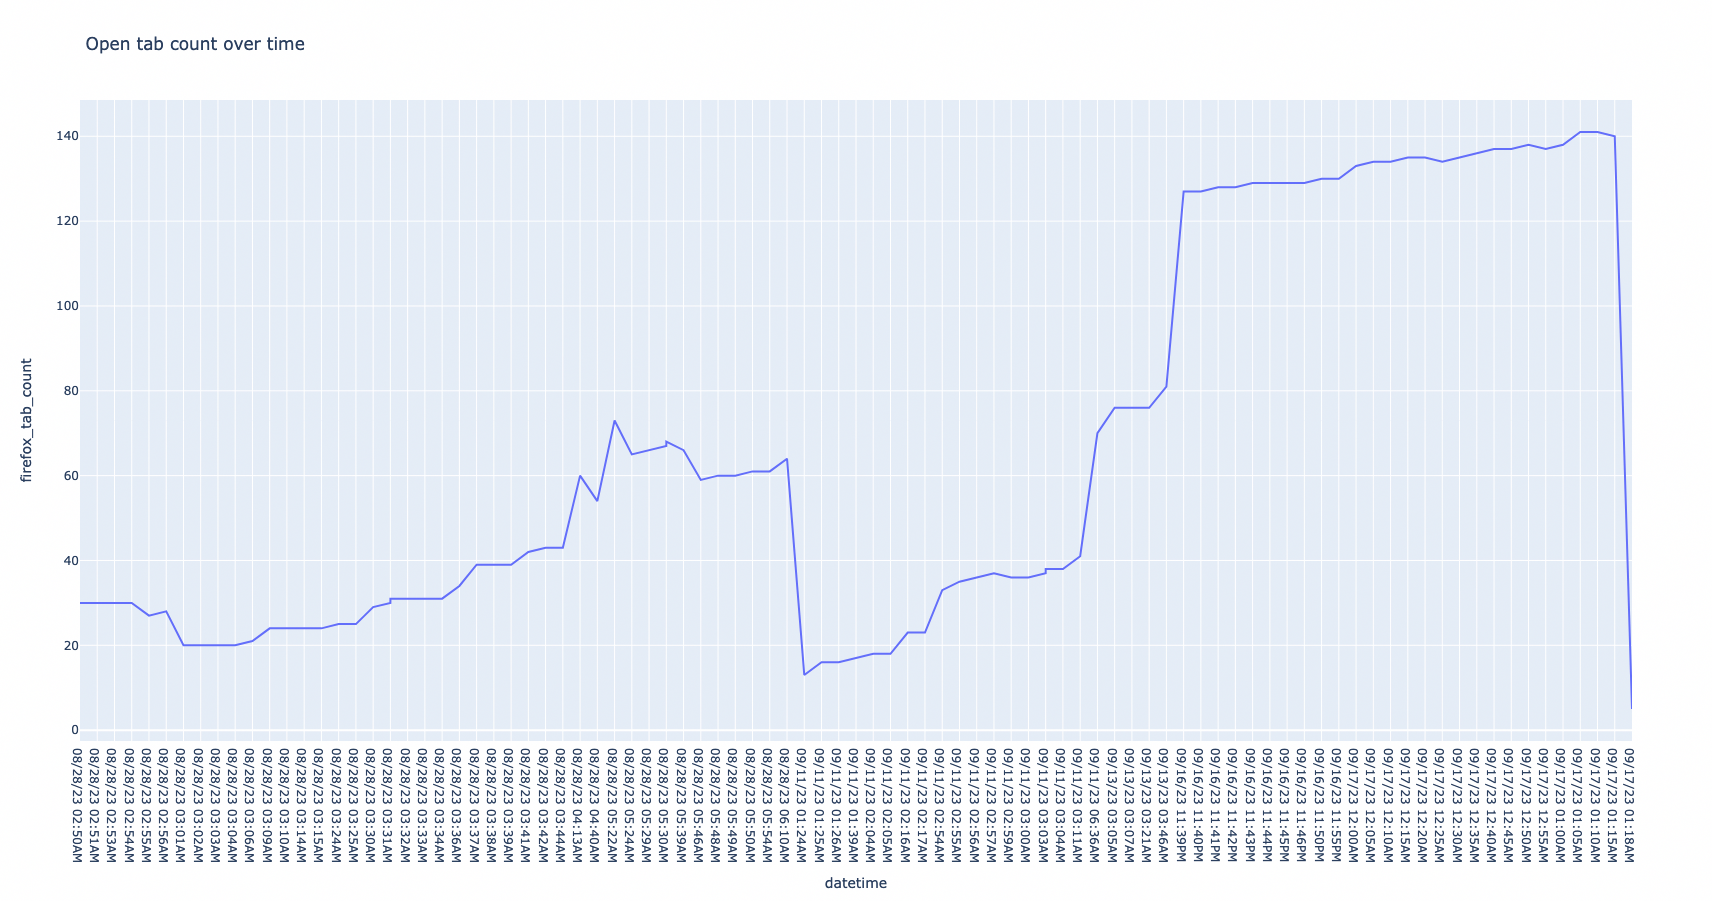 Open tab count over time
firefox_tab_count
140
120
100
80
60
40
20
0
08/28/23 02:50AM
08/28/23 02:51AM
08/28/23 02:53AM
08/28/23 02:54AM
08/28/23 02:55AM
08/28/23 02:56AM
08/28/23 03:01AM
08/28/23 03:02AM
08/28/23 03:03AM
08/28/23 03:04AM
08/28/23 03:06AM
08/28/23 03:09AM
08/28/23 03:10AM
08/28/23 03:14AM
08/28/23 03:15AM
08/28/23 03:24AM
08/28/23 03:25AM
08/28/23 03:30AM
08/28/23 03:31AM
08/28/23 03:32AM
08/28/23 03:33AM
08/28/23 03:34AM
08/28/23 03:36AM
08/28/23 03:37AM
08/28/23 03:38AM
08/28/23 03:39AM
08/28/23 03:41AM
08/28/23 03:42AM
08/28/23 03:44AM
08/28/23 04:13AM
08/28/23 04:40AM
08/28/23 05:22AM
08/28/23 05:24AM
08/28/23 05:29AM
08/28/23 05:30AM
08/28/23 05:39AM
08/28/23 05:46AM
08/28/23 05:48AM
08/28/23 05:49AM
08/28/23 05:50AM
08/28/23 05:54AM
08/28/23 06:10AM
09/11/23 01:24AM
09/11/23 01:25AM
09/11/23 01:26AM
09/11/23 01:39AM
09/11/23 02:04AM
09/11/23 02:05AM
09/11/23 02:16AM
09/11/23 02:17AM
09/11/23 02:54AM
09/11/23 02:55AM
09/11/23 02:56AM
09/11/23 02:57AM
09/11/23 02:59AM
09/11/23 03:00AM
09/11/23 03:03AM
09/11/23 03:04AM
09/11/23 03:11AM
09/11/23 06:36AM
09/13/23 03:05AM
09/13/23 03:07AM
09/13/23 03:21AM
09/13/23 03:46AM
09/16/23 11:39PM
09/16/23 11:40PM
09/16/23 11:41PM
09/16/23 11:42PM
09/16/23 11:43PM
09/16/23 11:44PM
09/16/23 11:45PM
09/16/23 11:46PM
09/16/23 11:50PM
09/16/23 11:55PM
09/17/23 12:00AM
09/17/23 12:05AM
09/17/23 12:10AM
09/17/23 12:15AM
09/17/23 12:20AM
09/17/23 12:25AM
09/17/23 12:30AM
09/17/23 12:35AM
09/17/23 12:40AM
09/17/23 12:45AM
09/17/23 12:50AM
09/17/23 12:55AM
09/17/23 01:00AM
09/17/23 01:05AM
09/17/23 01:10AM
09/17/23 01:15AM
09/17/23 01:18AM
datetime